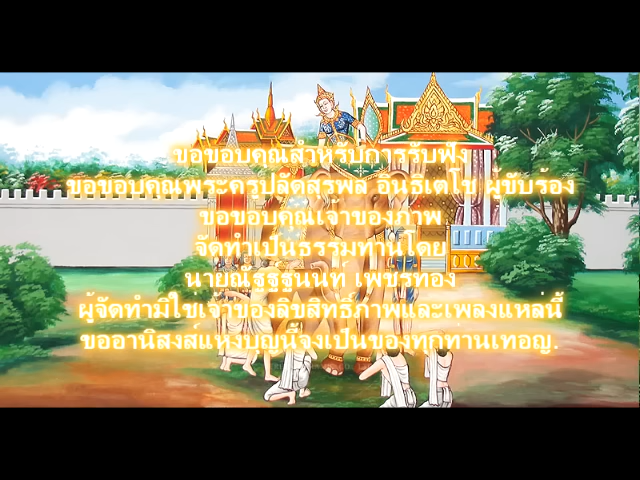 ขอขอบคุณสำหรับการรับฟัง
ขอขอบคุณพระครูปลัดสุรพล อินฺธเตโช ผู้ขับร้อง
ขอขอบคุณเจ้าของภาพ
จัดทำเป็นธรรมทานโดย
นายณัฐฐนนท์ เพชรทอง
ผู้จัดทำมิใช่เจ้าของลิขสิทธิ์ภาพและเพลงแหล่นี้
ขออานิสงส์แห่งบุญนี้จงเป็นของทุกท่านเทอญ.